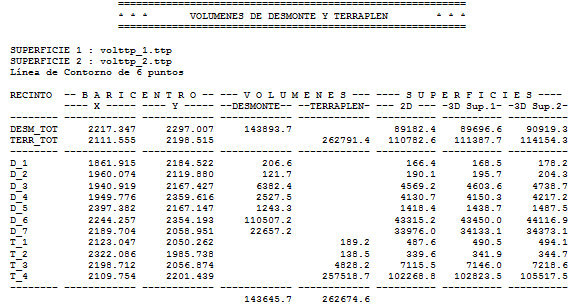 * * * VOLUMENES DE DESMONTE Y TERRAPLEN * * *
SUPERFICIE 1 : volttp_1.ttp
SUPERFICIE 2 : volttp_2.ttp
Línea de Contorno de 6 puntos
RECINTO -- B A R I C E N T R O -- --- V O L U M E N E S --- ---- S U P E R F I C I E S ----
----- X ----- ----- Y ----- --DESMONTE-- --TERRAPLEN- ---- 2D --- -3D Sup.1- -3D Sup.2-
DESM_TOT 2217.347 2297.007 143893.7 89182.4 89696.6 90919.3
TERR_TOT 2111.555 2198.515 262791.4 110782.6 111387.7 114154.3
D_1 1861.915 2184.522 206.6 166.4 168.5 178.2
D_2 1960.074 2119.880 121.7 190.1 195.7 204.3
D_3 1940.919 2167.427 6382.4 4569.2 4603.6 4738.7
D_4 1949.776 2359.616 2527.5 4130.7 4150.3 4217.2
D_5 2397.382 2167.147 1243.3 1418.4 1438.7 1487.5
D_6 2244.257 2354.193 110507.2 43315.2 43450.0 44116.9
D_7 2189.704 2058.951 22657.2 33976.0 34133.1 34373.1
T_1 2123.047 2050.262 189.2 487.6 490.5 494.1
T_2 2322.086 1985.738 138.5 339.6 341.9 344.7
T_3 2198.712 2056.874 4828.2 7115.5 7146.0 7218.6
T_4 2109.754 2201.439 257518.7 102268.8 102823.5 105517.5
143645.7 262674.6